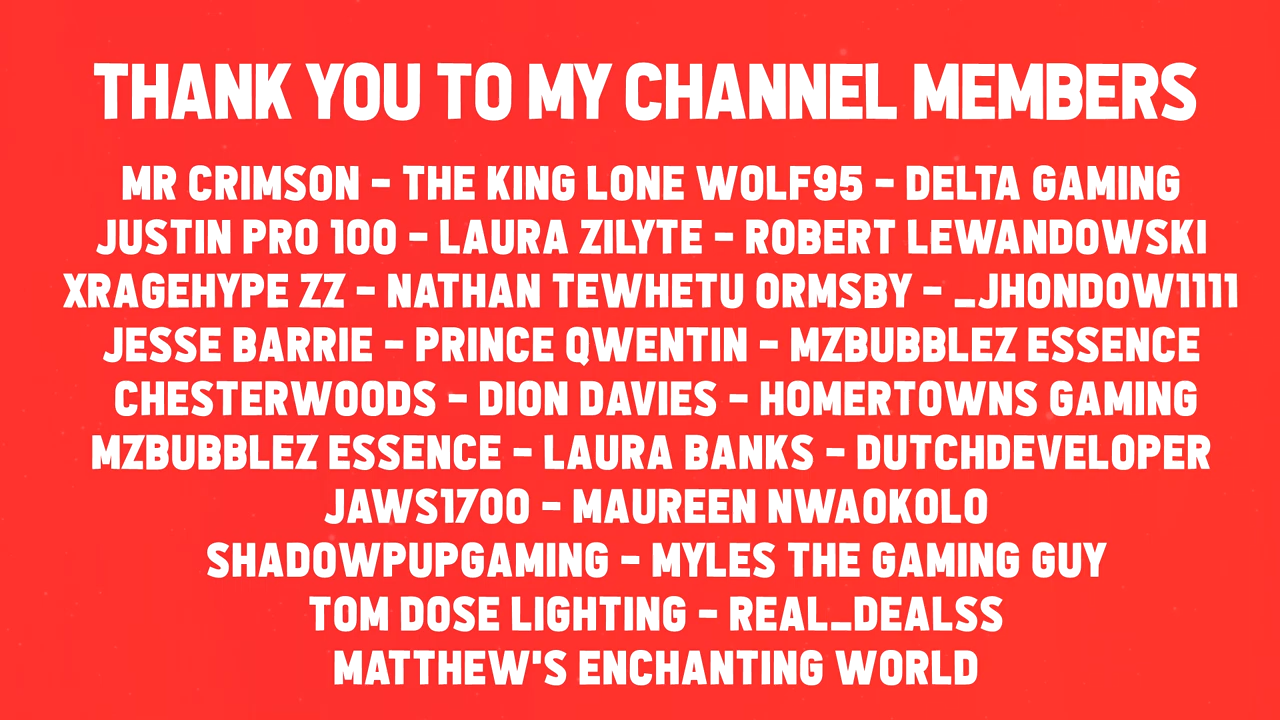 THANK YOU TO MY CHANNEL MEMBERS
MR CRIMSON - THE KING LONE WOLF95 - DELTA GAMING
JUSTIN PRO 100 - LAURA ZILYTE - ROBERT LEWANDOWSKI
XRAGEHYPE ZZ - NATHAN TEWHETU ORMSBY - _JHONDOW1111
JESSE BARRIE - PRINCE QWENTIN - MZBUBBLEZ ESSENCE
CHESTERWOODS - DION DAVIES - HOMERTOWNS GAMING
MZBUBBLEZ ESSENCE - LAURA BANKS - DUTCHDEVELOPER
JAWS1700 - MAUREEN NWAOKOLO
SHADOWPUPGAMING - MYLES THE GAMING GUY
TOM DOSE LIGHTING - REAL_DEALSS
MATTHEW'S ENCHANTING WORLD